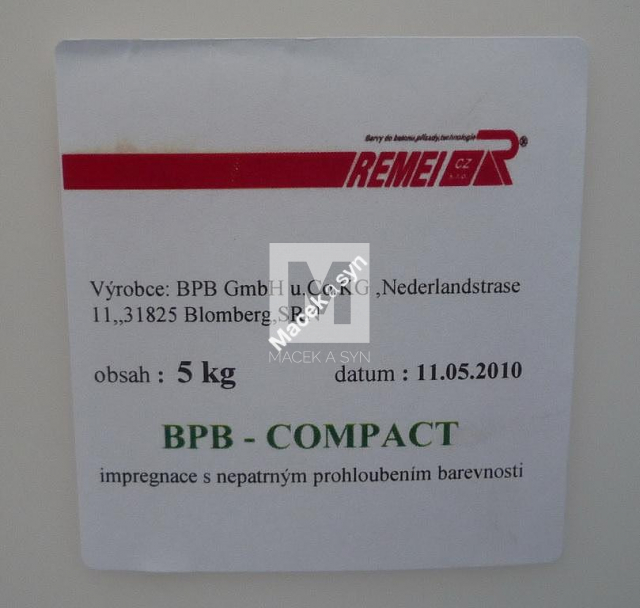 Barvy do betonu,přísady,technologie
REMEI CZ s.r.o. R®
Výrobce: BPB GmbH u.Co.KG ,Nederlandstrase
11,,31825 Blomberg,
M
Macek a syn
MACEK A SYN
obsah : 5 kg datum : 11.05.2010
BPB - COMPACT
impregnace s nepatrným prohloubením barevnosti